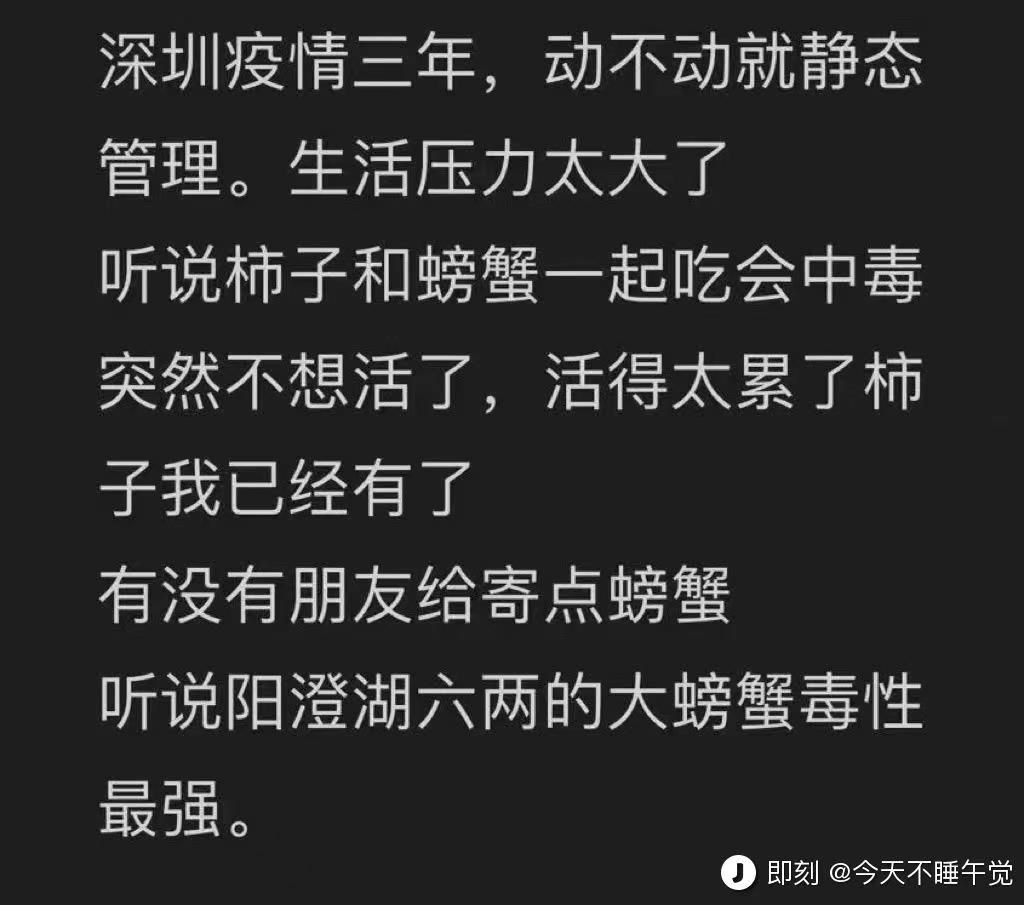 深圳疫情三年，动不动就静态
管理。生活压力太大了
听说柿子和螃蟹一起吃会中毒
突然不想活了，活得太累了柿
子我已经有了
有没有朋友给寄点螃蟹
听说阳澄湖六两的大螃蟹毒性
最强。
即刻 @今天不睡午觉